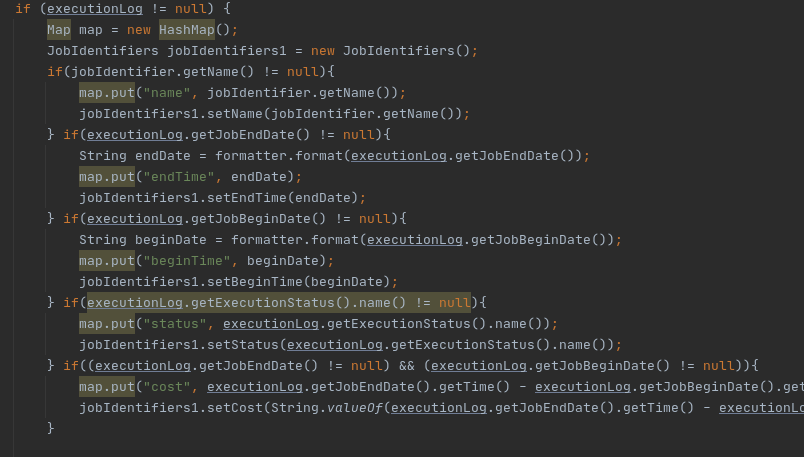 if (executionLog != null) {
Map map = new HashMap();
JobIdentifiers jobIdentifiers1 = new JobIdentifiers();
if(jobIdentifier.getName() != null){
map.put("name", jobIdentifier.getName());
jobIdentifiers1.setName(jobIdentifier.getName());
} if(executionLog.getJobEndDate() != null){
String endDate = formatter.format(executionLog.getJobEndDate());
map.put("endTime", endDate);
jobIdentifiers1.setEndTime(endDate);
} if(executionLog.getJobBeginDate() != null){
String beginDate = formatter.format(executionLog.getJobBeginDate());
map.put("beginTime", beginDate);
jobIdentifiers1.setBeginTime(beginDate);
} if(executionLog.getExecutionStatus().name() != null){
map.put("status", executionLog.getExecutionStatus().name());
jobIdentifiers1.setStatus(executionLog.getExecutionStatus().name());
} if((executionLog.getJobEndDate() != null) && (executionLog.getJobBeginDate() != null)){
map.put("cost", executionLog.getJobEndDate().getTime() - executionLog.getJobBeginDate().get
jobIdentifiers1.setCost(String.valueOf(executionLog.getJobEndDate().getTime() - executionLo
}